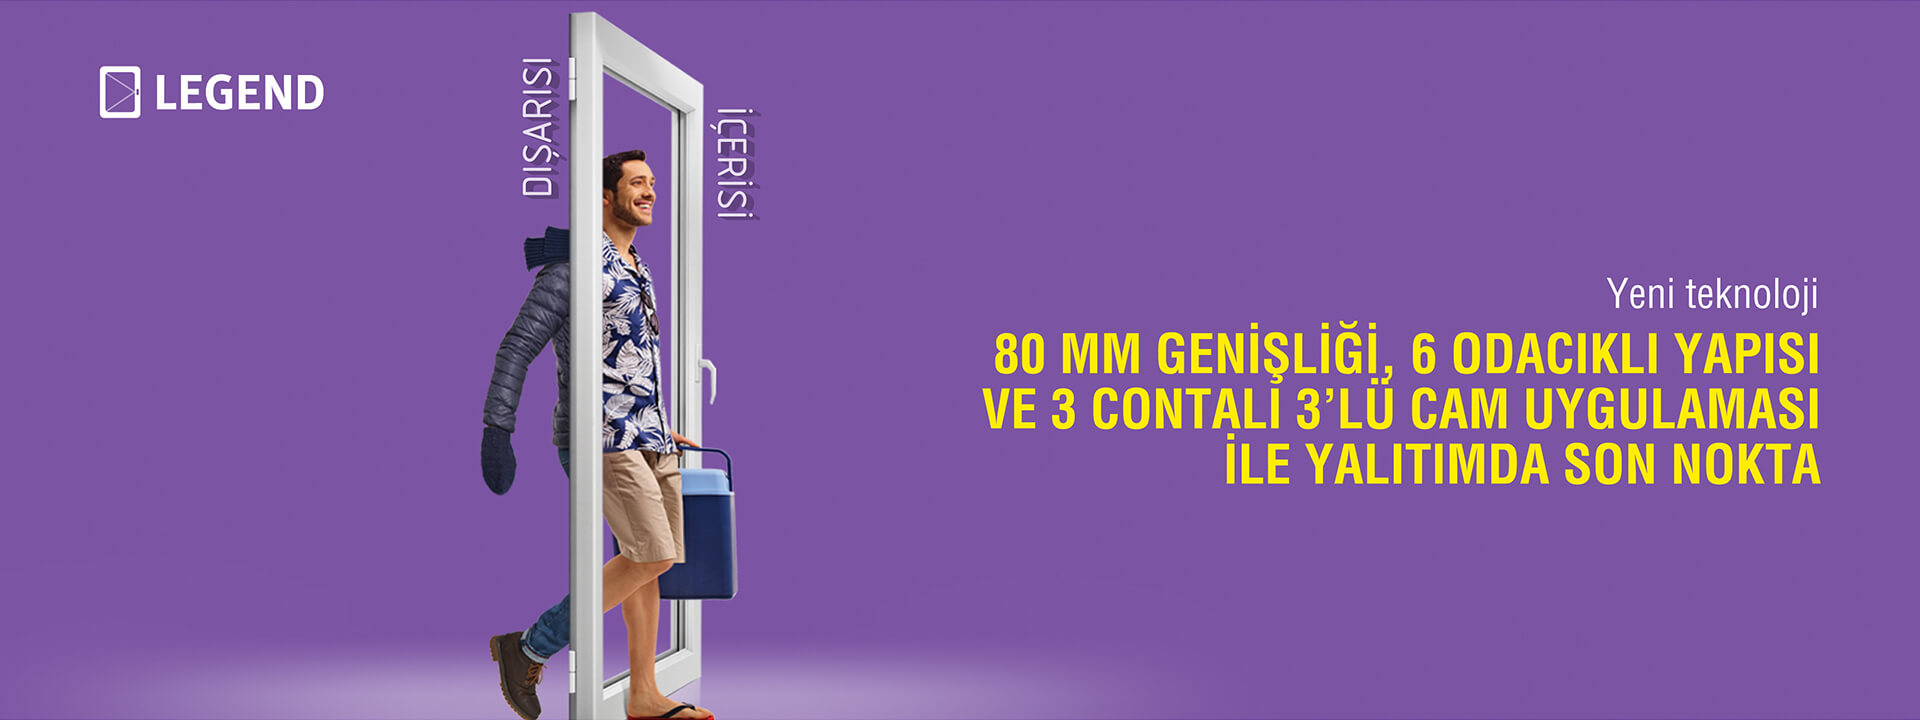 LEGEND
DIŞARISI
İÇERİSİ
Yeni teknoloji
80 MM GENİŞLİĞİ, 6 ODACIKLI YAPISI
VE 3 CONTALI 3’LÜ CAM UYGULAMASI
İLE YALITIMDA SON NOKTA